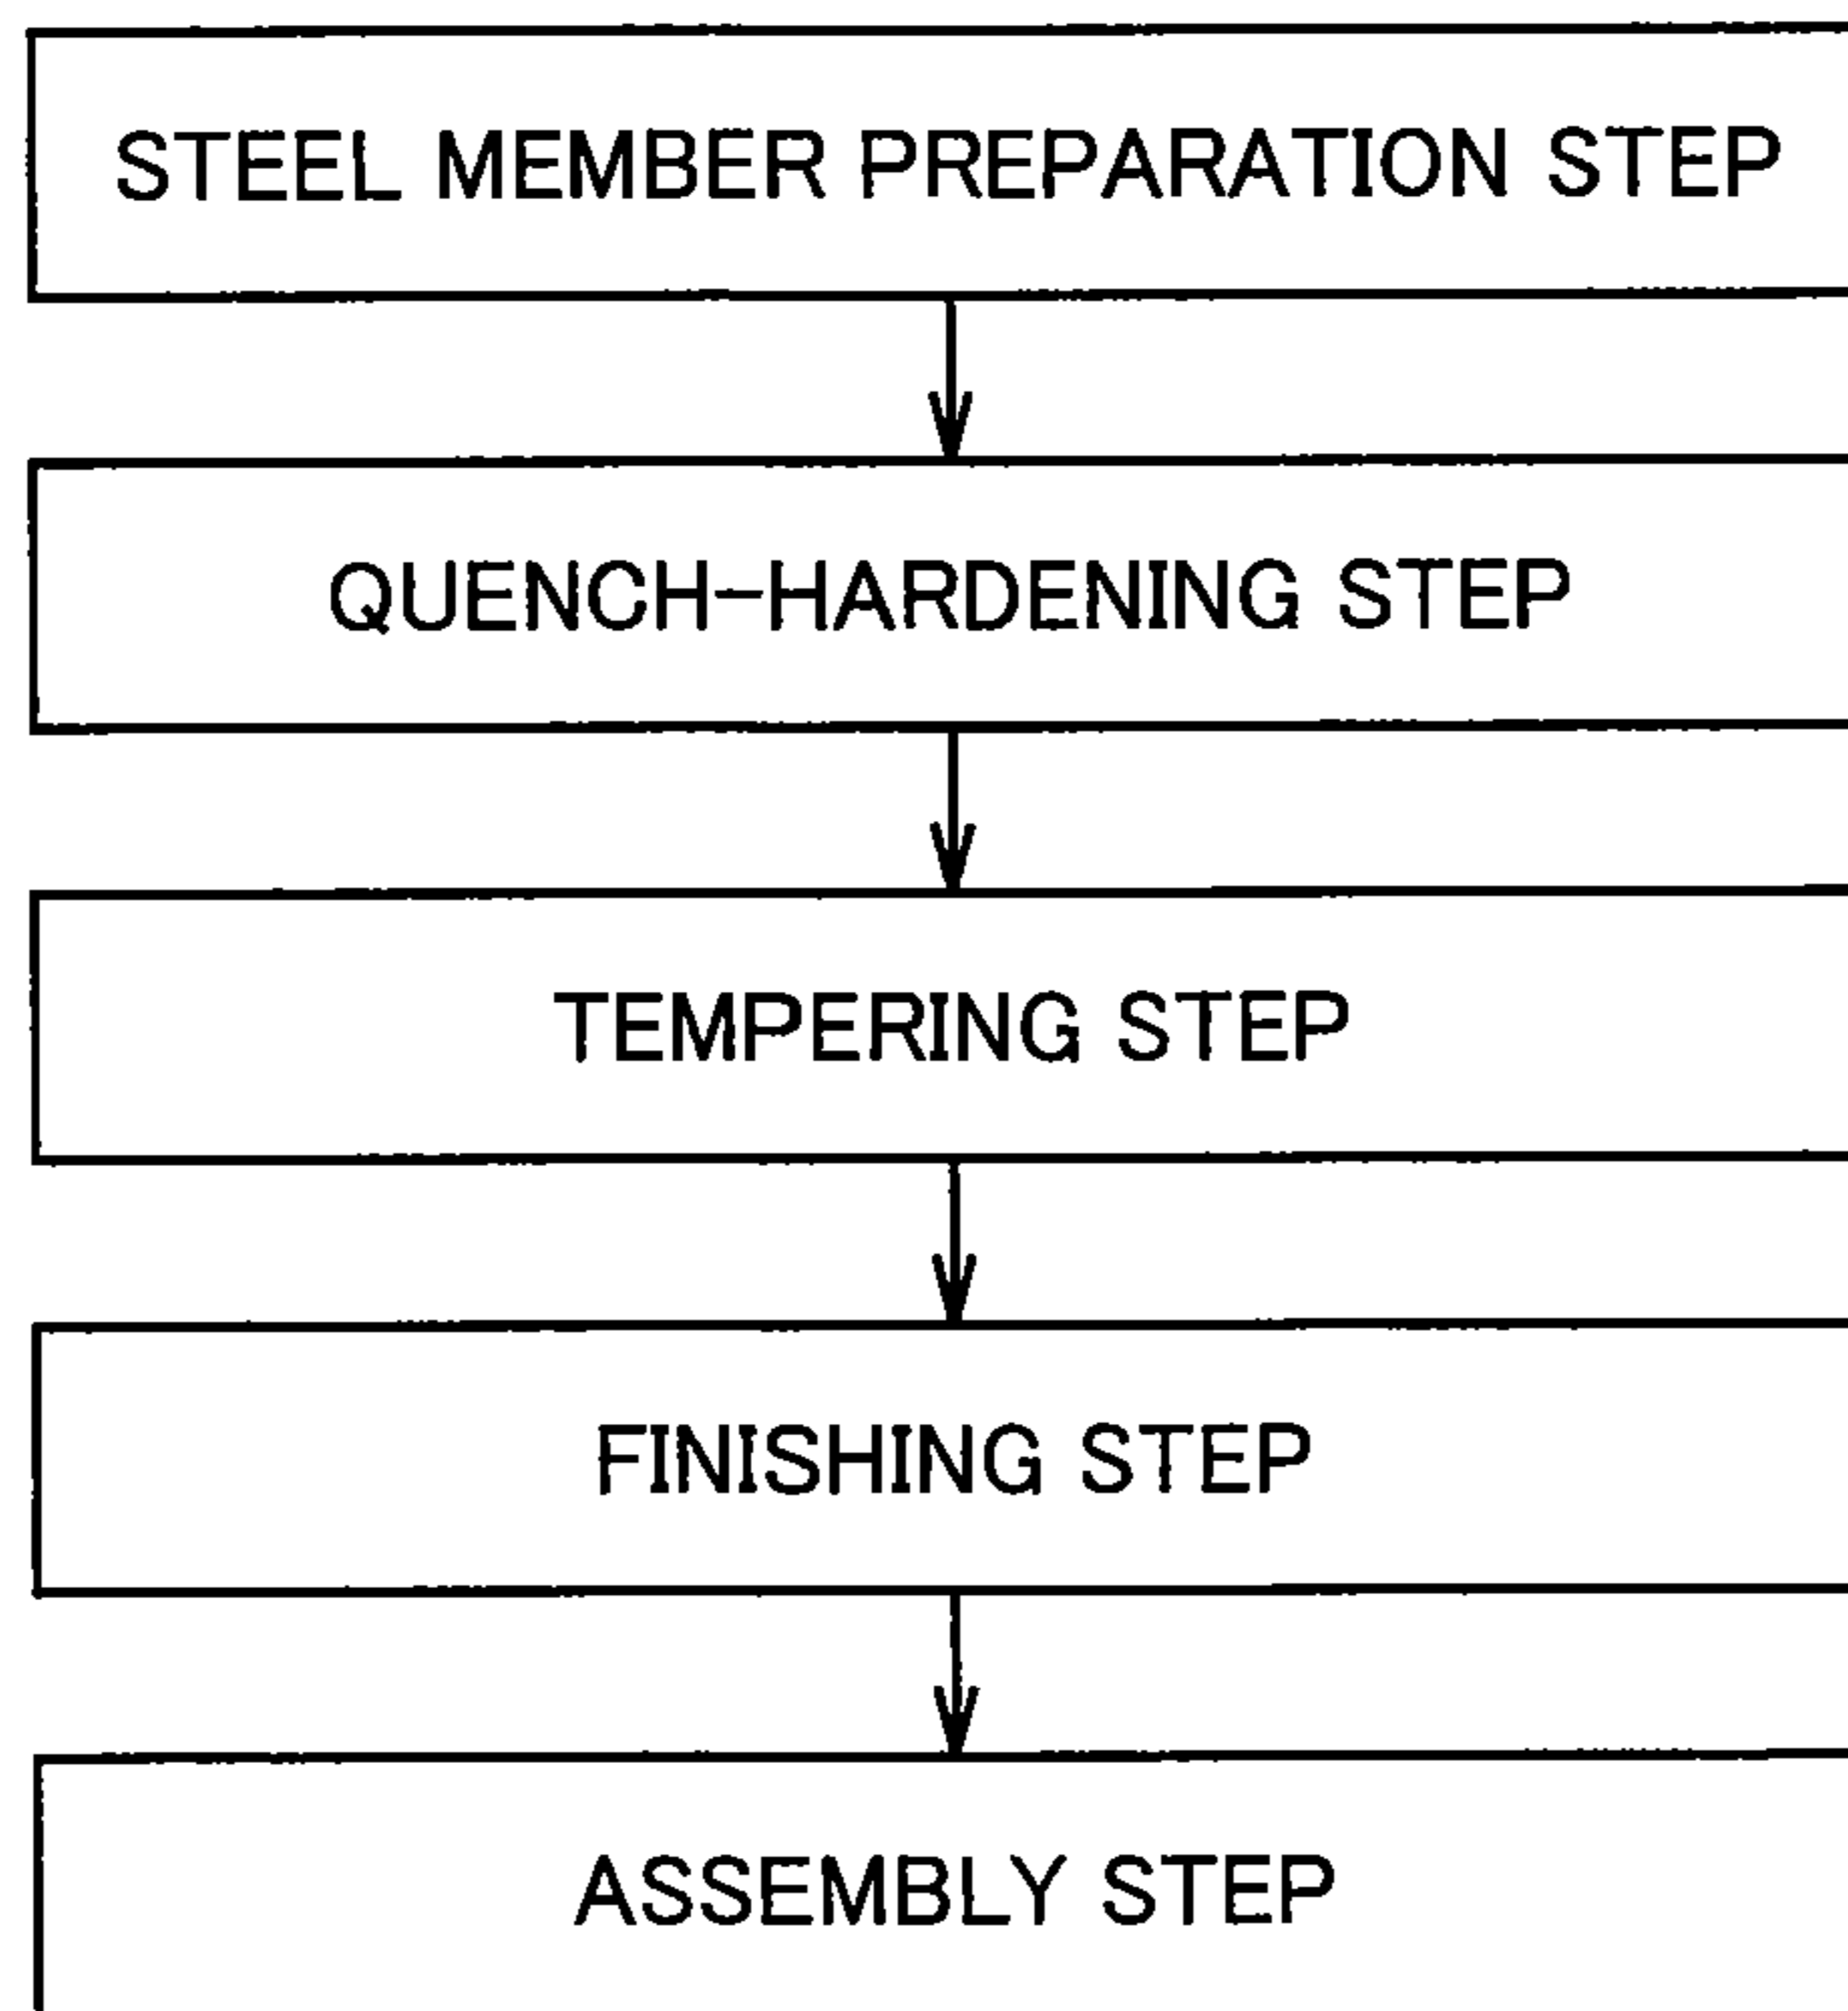 STEEL MEMBER PREPARATION STEP
QUENCH-HARDENING STEP
TEMPERING STEP
FINISHING STEP
ASSEMBLY STEP